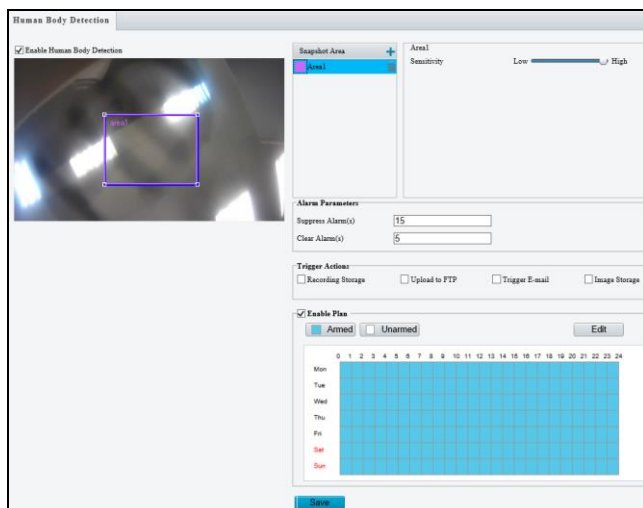 Human Body Detection
Enable Human Body Detection
area1
Snapshot Area +
Area1
Area1
Sensitivity Low High
Alarm Parameters
Suppress Alarm(s) 15
Clear Alarm(s) 5
Trigger Actions
Recording Storage Upload to FTP Trigger E-mail Image Storage
Enable Plan
Armed Unarmed Edit
0 1 2 3 4 5 6 7 8 9 10 11 12 13 14 15 16 17 18 19 20 21 22 23 24
Mon
Tue
Wed
Thu
Fri
Sat
Sun
Save